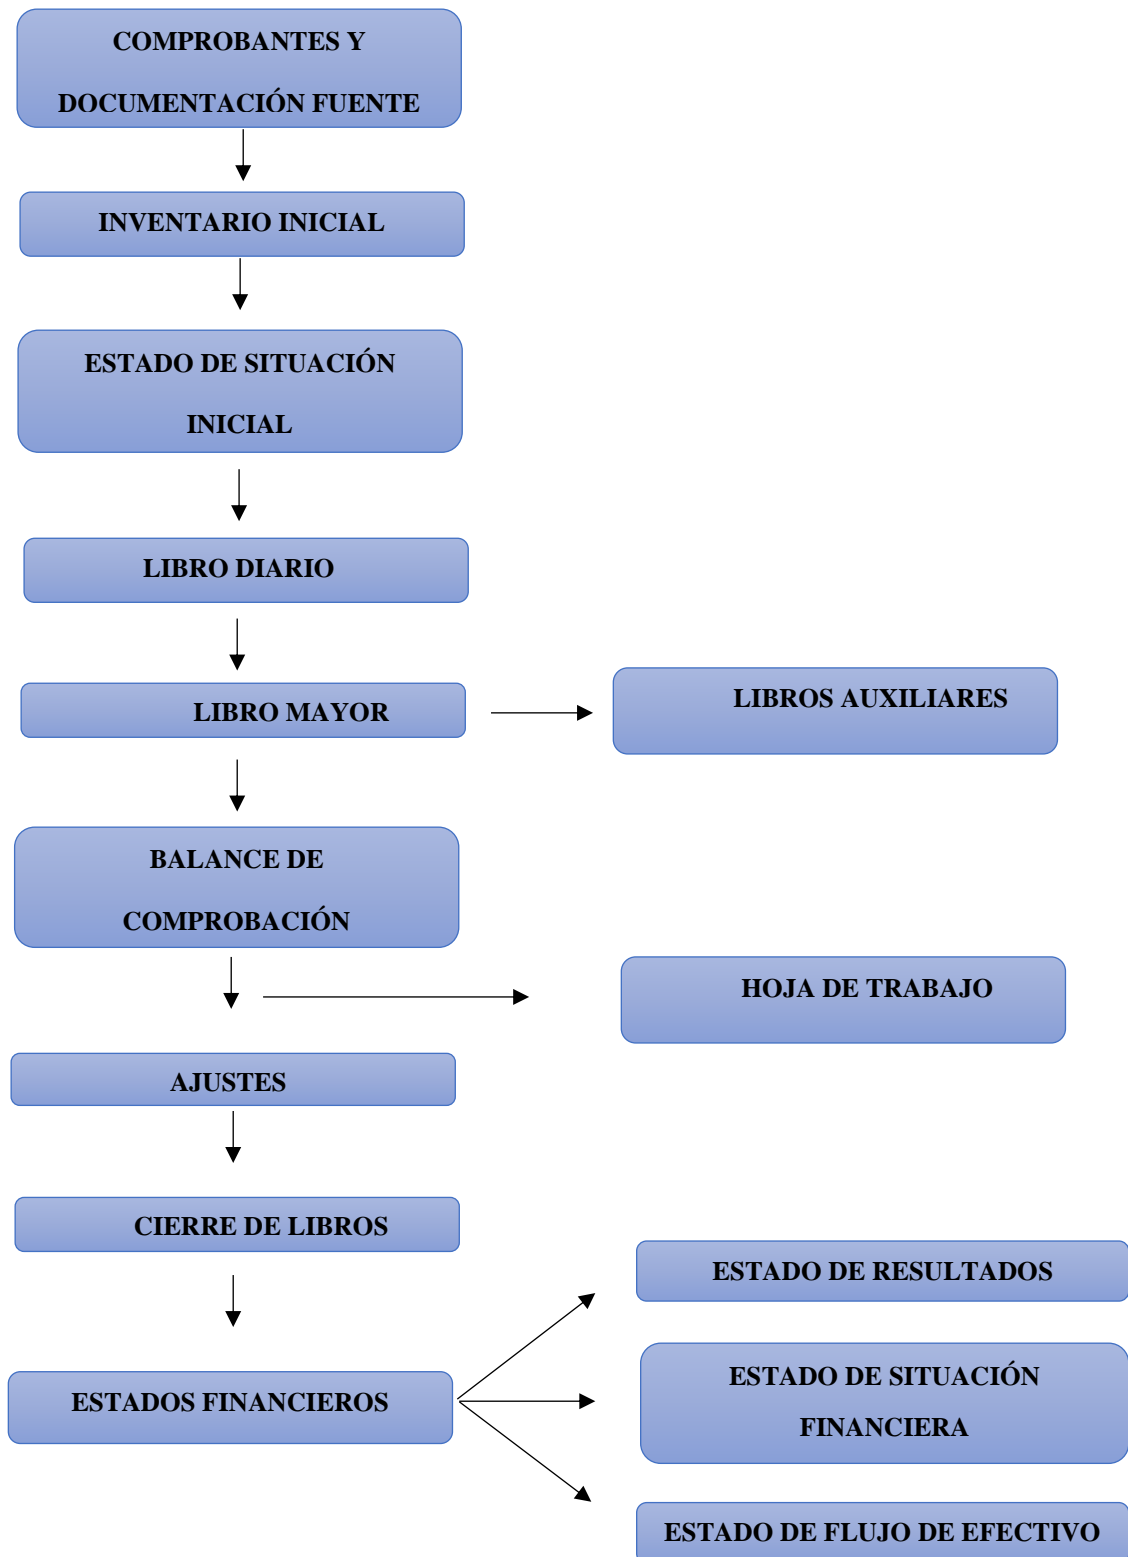 COMPROBANTES Y
DOCUMENTACIÓN FUENTE
INVENTARIO INICIAL
ESTADO DE SITUACIÓN
INICIAL
LIBRO DIARIO
LIBRO MAYOR
LIBROS AUXILIARES
BALANCE DE
COMPROBACIÓN
HOJA DE TRABAJO
AJUSTES
CIERRE DE LIBROS
ESTADOS FINANCIEROS
ESTADO DE RESULTADOS
ESTADO DE SITUACIÓN
FINANCIERA
ESTADO DE FLUJO DE EFECTIVO